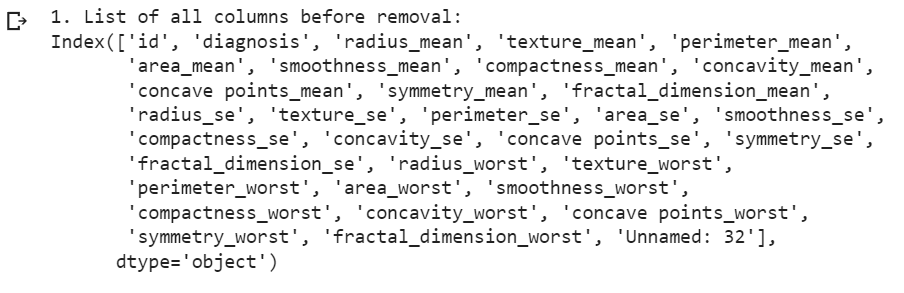 1. List of all columns before removal:
Index(['id', 'diagnosis', 'radius_mean', 'texture_mean', 'perimeter_mean',
'area_mean', 'smoothness_mean', 'compactness_mean', 'concavity_mean',
'concave points_mean', 'symmetry_mean', 'fractal_dimension_mean',
'radius_se', 'texture_se', 'perimeter_se', 'area_se', 'smoothness_se',
'compactness_se', 'concavity_se', 'concave points_se', 'symmetry_se',
'fractal_dimension_se', 'radius_worst', 'texture_worst',
'perimeter_worst', 'area_worst', 'smoothness_worst',
'compactness_worst', 'concavity_worst', 'concave points_worst',
'symmetry_worst', 'fractal_dimension_worst', 'Unnamed: 32'],
dtype='object')